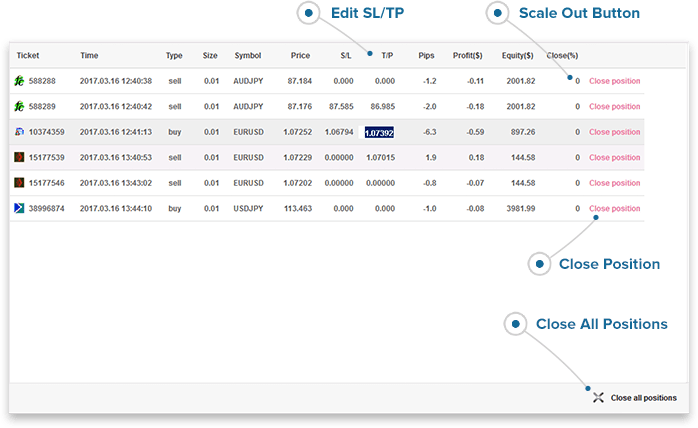 Edit SL/TP Scale Out Button
Ticket Time Type Size Symbol Price S/L T/P Pips Profit($) Equity($) Close(%)
588288 2017.03.16 12:40:38 sell 0.01 AUDJPY 87.184 0.000 0.000 -1.2 -0.11 2001.82 0 Close position
588289 2017.03.16 12:40:42 sell 0.01 AUDJPY 87.176 87.585 86.985 -2.0 -0.18 2001.82 0 Close position
10374359 2017.03.16 12:41:13 buy 0.01 EURUSD 1.07252 1.06794 1.07392 -6.3 -0.59 897.26 0 Close position
15177539 2017.03.16 13:40:53 sell 0.01 EURUSD 1.07229 0.00000 1.07015 1.9 0.18 144.58 0 Close position
15177546 2017.03.16 13:43:02 sell 0.01 EURUSD 1.07202 0.00000 0.00000 -0.8 -0.07 144.58 0 Close position
38996874 2017.03.16 13:44:10 buy 0.01 USDJPY 113.463 0.000 0.000 -1.0 -0.08 3981.99 0 Close position
Close Position
Close All Positions
Close all positions